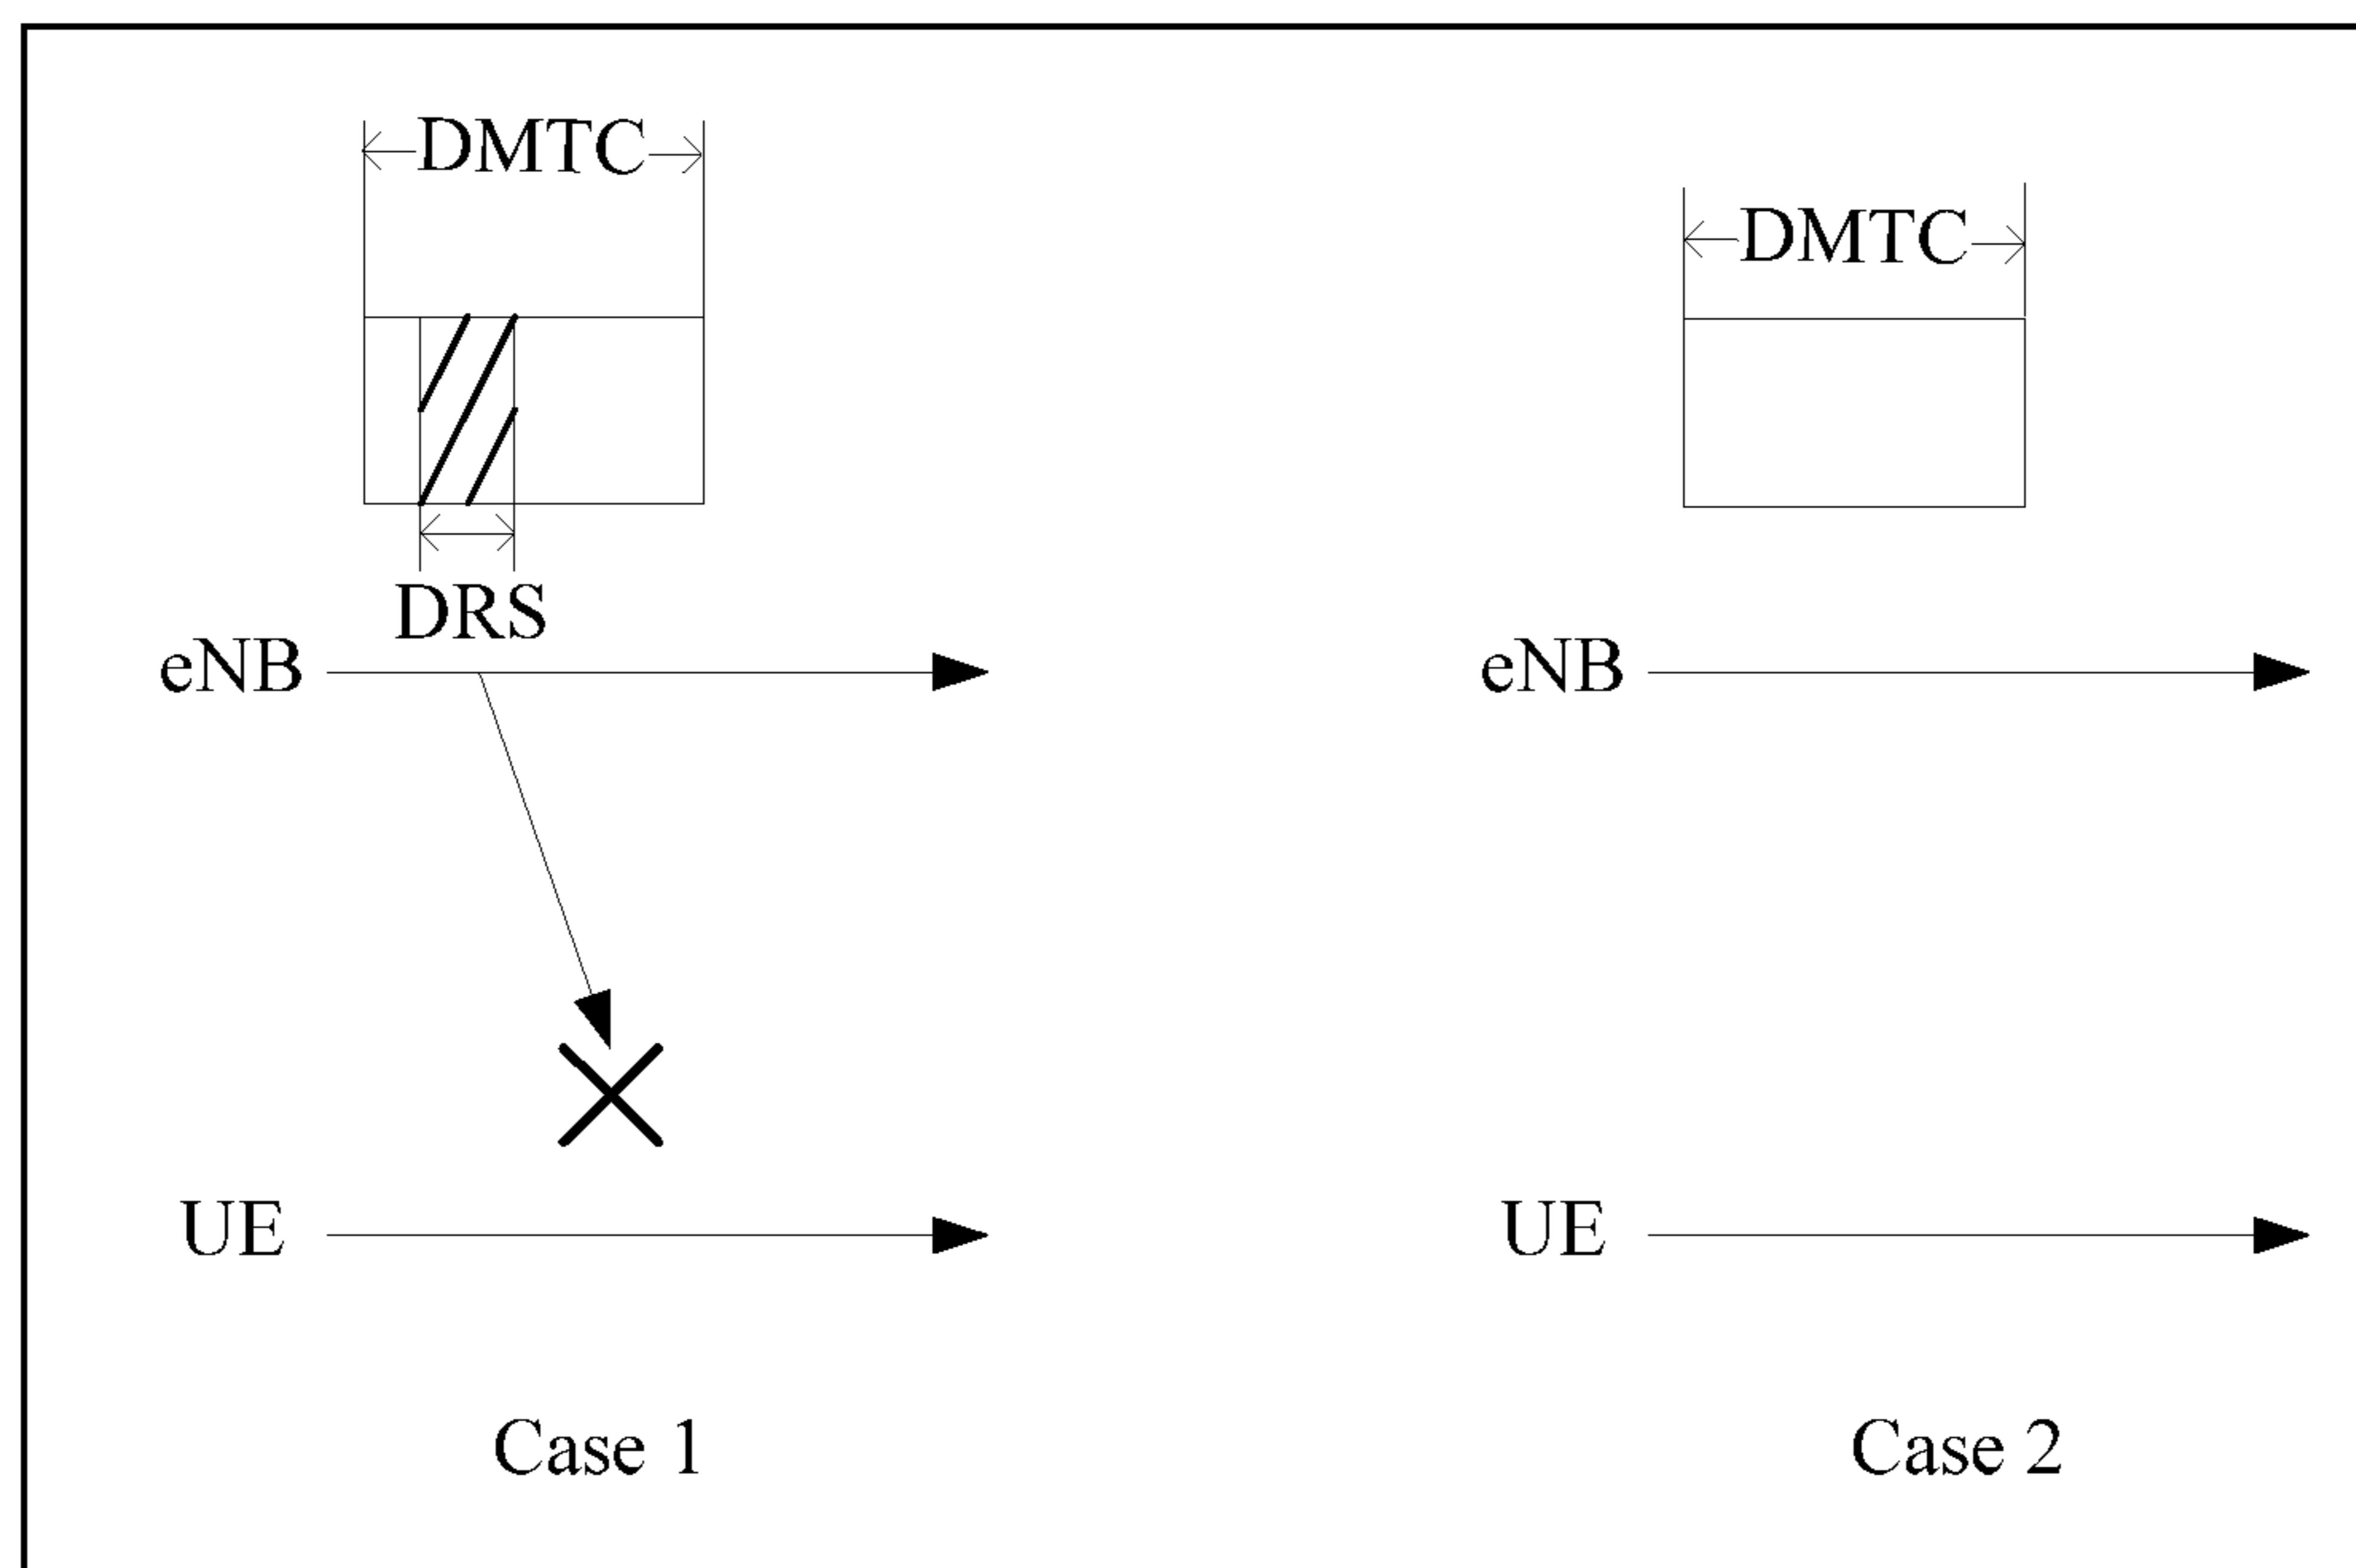 DMTC
DRS
eNB
UE
Case 1
DMTC
eNB
UE
Case 2